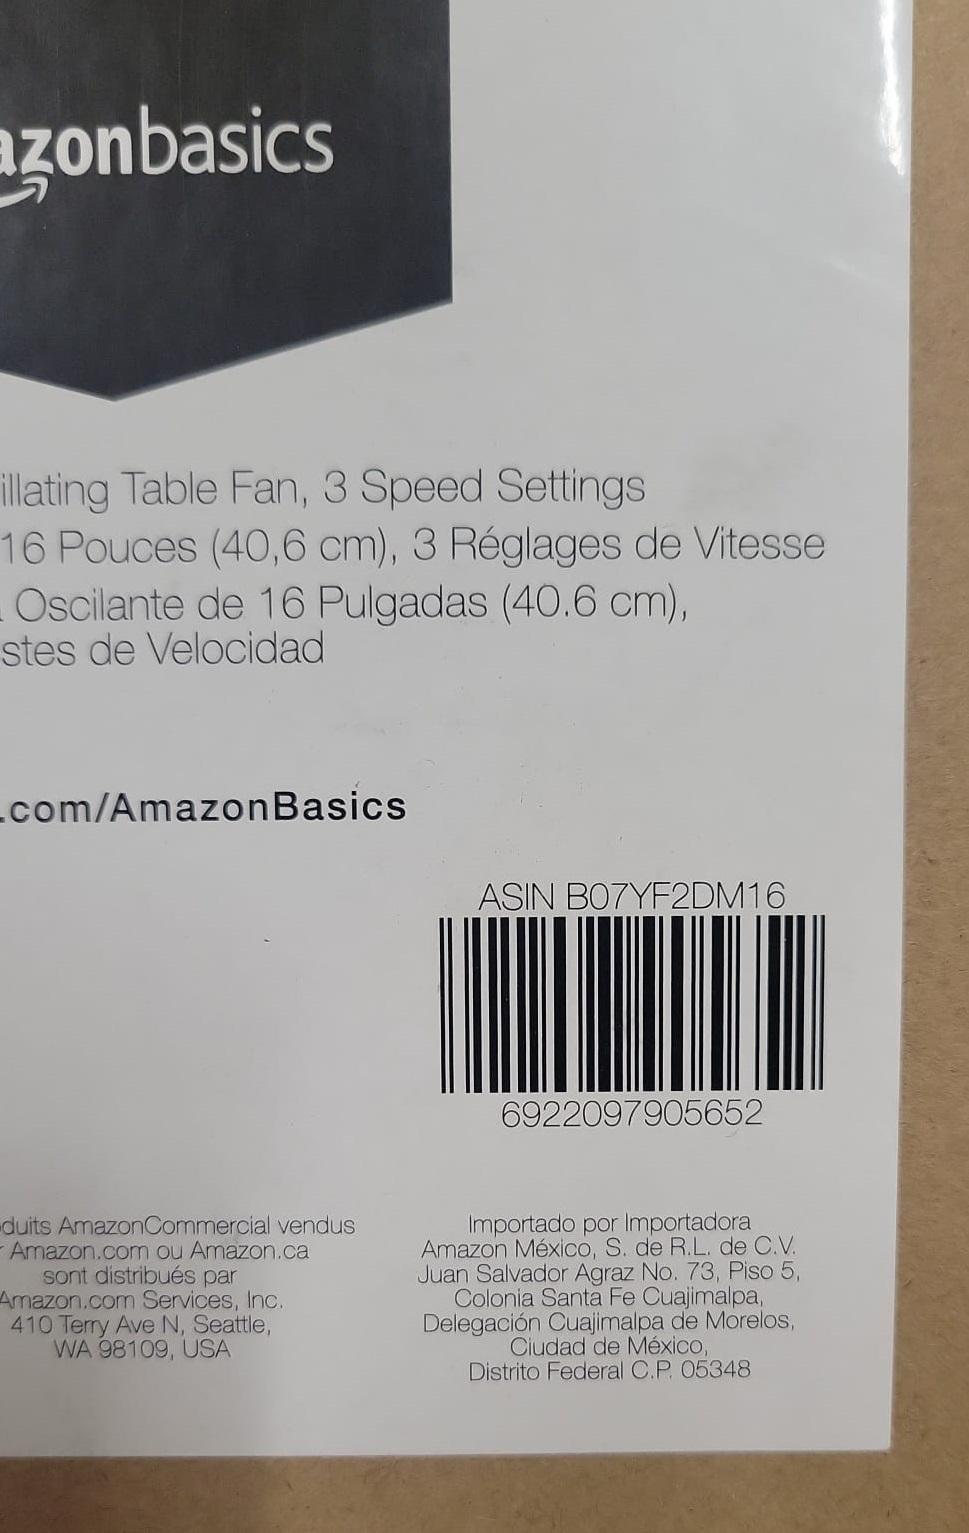 azonbasics
illating Table Fan, 3 Speed Settings
16 Pouces (40,6 cm), 3 Réglages de Vitesse
Oscilante de 16 Pulgadas (40.6 cm),
stes de Velocidad
.com/AmazonBasics
ASIN B07YF2DM16
6922097905652
duits AmazonCommercial vendus
Amazon.com ou Amazon.ca
sont distribués par
Amazon.com Services, Inc.
410 Terry Ave N, Seattle,
WA 98109, USA
Importado por Importadora
Amazon México, S. de R.L. de C.V.
Juan Salvador Agraz No. 73, Piso 5,
Colonia Santa Fe Cuajimalpa,
Delegación Cuajimalpa de Morelos,
Ciudad de México,
Distrito Federal C.P. 05348